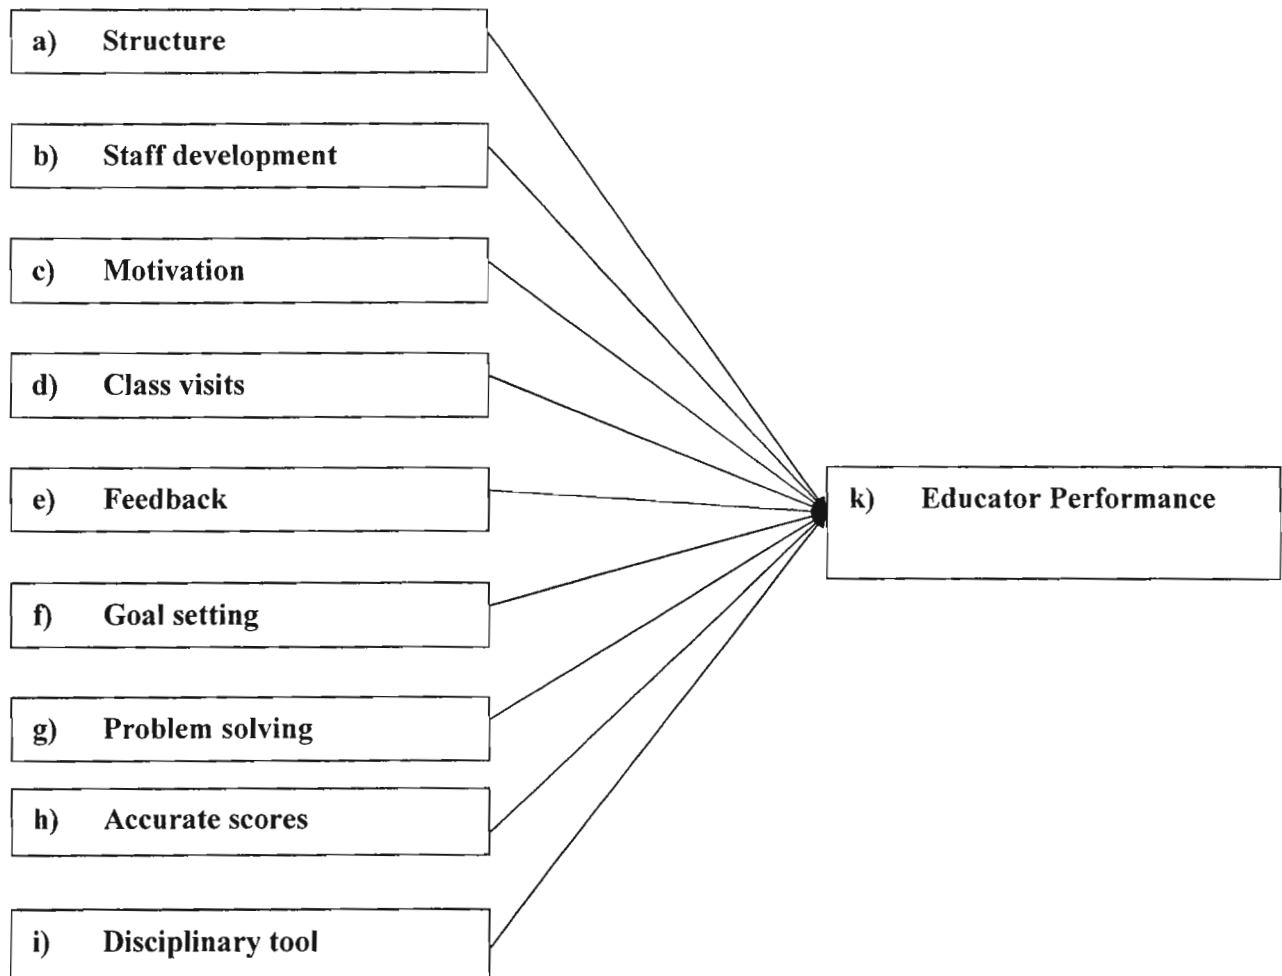 a) Structure
b) Staff development
c) Motivation
d) Class visits
e) Feedback
k) Educator Performance
f) Goal setting
g) Problem solving
h) Accurate scores
i) Disciplinary tool